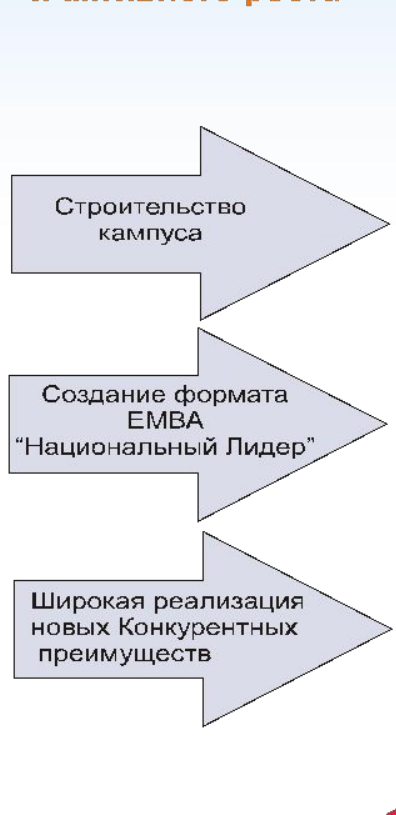 Строительство
кампуса
Создание формата
ЕМВА
“Национальный Лидер”
Широкая реализация
новых Конкурентных
преимуществ